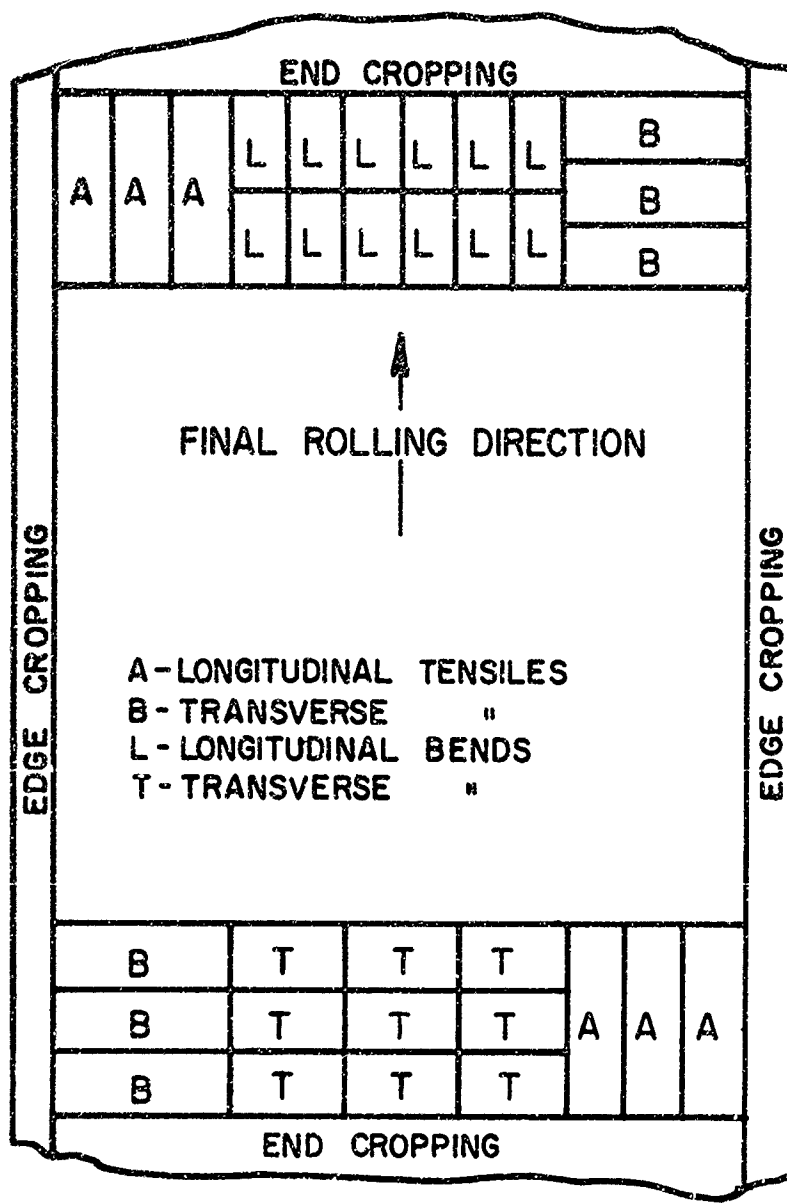 END CROPPING
L L L L L L B
A A A B
L L L L L L B
FINAL ROLLING DIRECTION
EDGE CROPPING
EDGE CROPPING
A-LONGITUDINAL TENSILES
B-TRANSVERSE "
L-LONGITUDINAL BENDS
T-TRANSVERSE "
B T T T
B T T T A A A
B T T T
END CROPPING